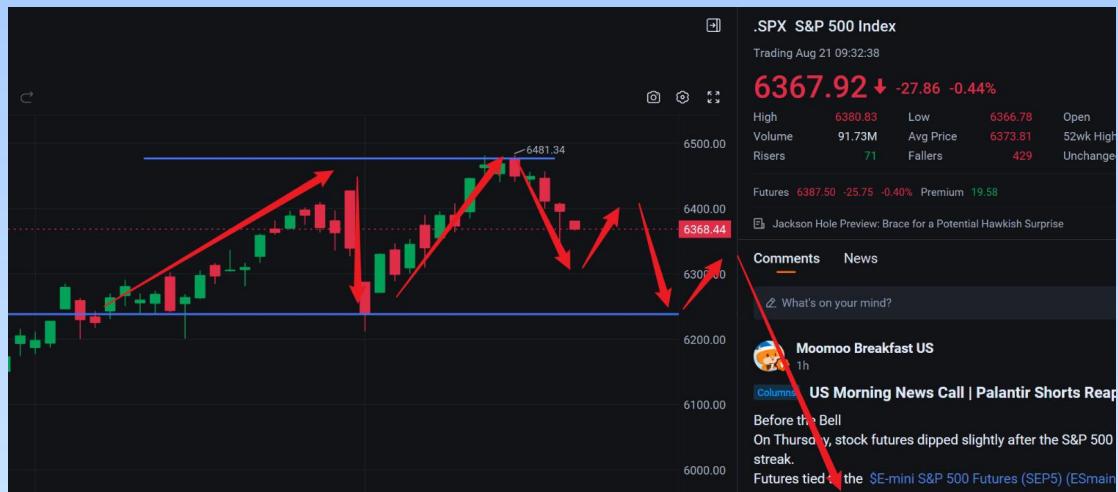 .SPX S&P 500 Index
Trading Aug 21 09:32:38
6367.92 -27.86 -0.44%
High 6380.83 Low 6366.78 Open
Volume 91.73M Avg Price 6373.81 52wk High
Risers 71 Fallers 429 Unchange
Futures 6387.50 -25.75 -0.40% Premium 19.58
Jackson Hole Preview: Brace for a Potential Hawkish Surprise
Comments News
What's on your mind?
Moomoo Breakfast US
1h
Columns US Morning News Call | Palantir Shorts Reap
Before the Bell
On Thursday, stock futures dipped slightly after the S&P 500
streak.
Futures tied to the $E-mini S&P 500 Futures (SEP5) (ESmain
6481.34
6500.00
6400.00
6368.44
6300.00
6200.00
6100.00
6000.00